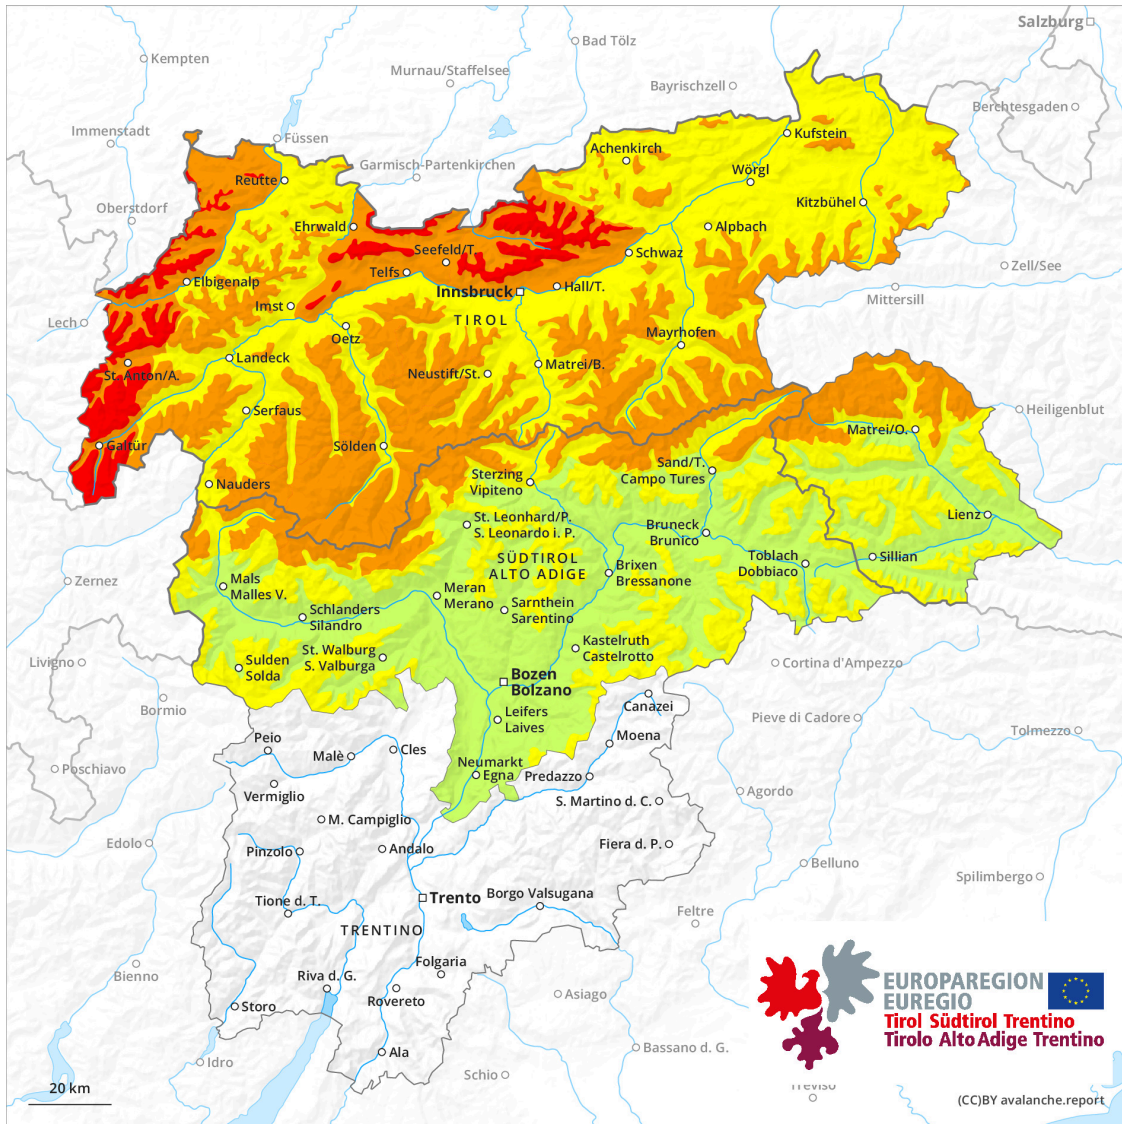 Salzburg
Bad Tölz
Kempten
Murnau/Staffelsee
Bayrischzell
Berchtesgaden
Immenstadt
Füssen
Kufstein
Achenkirch
Garmisch-Partenkirchen
Wörgl
Reutte
Oberstdorf
Kitzbühel
Ehrwald
Alpbach
Seefeld/T.
Schwaz
Telfs
Zell/See
Elbigenalp
Innsbruck
Hall/T.
Mittersill
Imst
TIROL
Lech
Oetz
Mayrhofen
Landeck
Matrei/B.
St. Anton/A.
Neustift/St.
Serfaus
Heiligenblut
Matrei/O.
Galtür
Sölden
Sand/T.
Campo Tures
Sterzing
Vipiteno
Nauders
St. Leonhard/P.
S. Leonardo i. P.
Lienz
Bruneck
Brunico
SÜDTIROL
ALTO ADIGE
Toblach
Dobbiaco
Sillian
Brixen
Bressanone
Zernez
Mals
Malles V.
Meran
Merano
Sarnthein
Sarentino
Schlanders
Silandro
Kastelruth
Castelrotto
St. Walburg
S. Valburga
Livigno
Sulden
Solda
Cortina d'Ampezzo
Bozen
Bolzano
Bormio
Canazei
Leifers
Laives
Pieve di Cadore
Tolmezzo
Peio
Moena
Malè
Cles
Neumarkt
Egna
Predazzo
Poschiavo
Vermiglio
Agordo
S. Martino d. C.
M. Campiglio
Edolo
Pinzolo
Andalo
Fiera d. P.
Belluno
Spilimbergo
Trento
Borgo Valsugana
Tione d. T.
Feltre
TRENTINO
Bienno
Folgaria
Riva d. G.
Rovereto
Asiago
Storo
EUROPAREGION
EUREGIO
Tirol Südtirol Trentino
Tirolo Alto Adige Trentino
Ala
Idro
Bassano d. G.
Schio
Treviso
20 km
(CC)BY avalanche.report